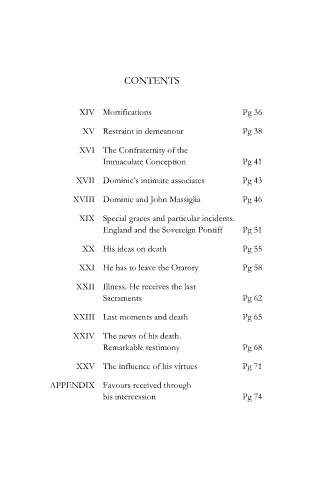 CONTENTS
XIV Mortifications Pg 36
XV Restraint in demeanour Pg 38
XVI The Confraternity of the
Immaculate Conception Pg 41
XVII Dominic's intimate associates Pg 43
XVIII Dominic and John Massiglia Pg 46
XIX Special graces and particular incidents.
England and the Sovereign Pontiff Pg 51
XX His ideas on death Pg 55
XXI He has to leave the Oratory Pg 58
XXII Illness. He receives the last
Sacraments Pg 62
XXIII Last moments and death Pg 65
XXIV The news of his death.
Remarkable testimony Pg 68
XXV The influence of his virtues Pg 71
APPENDIX Favours received through
his intercession Pg 74